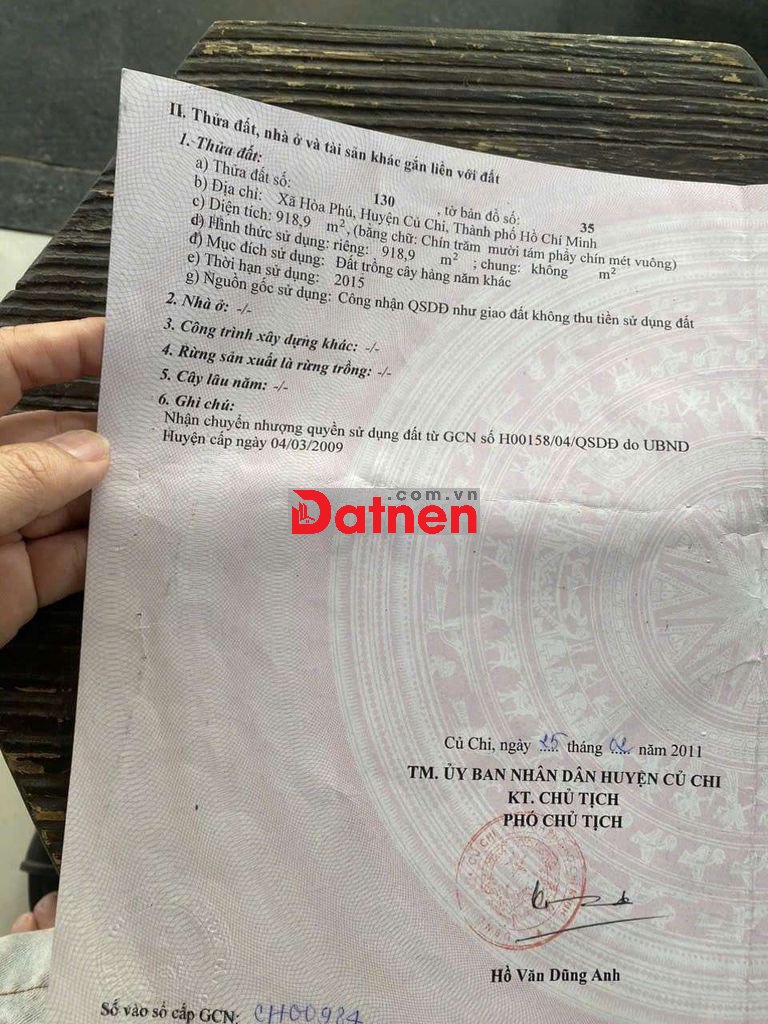 II. Thửa đất, nhà ở và tài sản khác gắn liền với đất
1. Thửa đất:
a) Thửa đất số: 130 , tờ bản đồ số: 35
b) Địa chỉ: Xã Hòa Phú, Huyện Củ Chi, Thành phố Hồ Chí Minh
c) Diện tích: 918,9 m², (bằng chữ: Chín trăm mười tám phẩy chín mét vuông)
d) Hình thức sử dụng: riêng: 918,9 m² ; chung: không m²
đ) Mục đích sử dụng: Đất trồng cây hàng năm khác
e) Thời hạn sử dụng: 2015
g) Nguồn gốc sử dụng: Công nhận QSDĐ như giao đất không thu tiền sử dụng đất
2. Nhà ở: -/-
3. Công trình xây dựng khác: -/-
4. Rừng sản xuất là rừng trồng: -/-
5. Cây lâu năm: -/-
6. Ghi chú:
Nhận chuyển nhượng quyền sử dụng đất từ GCN số H00158/04/QSDĐ do UBND
Huyện cấp ngày 04/03/2009
.com.vn
Datnen
Củ Chi, ngày 25 tháng 02 năm 2011
TM. ỦY BAN NHÂN DÂN HUYỆN CỦ CHI
KT. CHỦ TỊCH
PHÓ CHỦ TỊCH
Hồ Văn Dũng Anh
Số vào sổ cấp GCN: CH00984